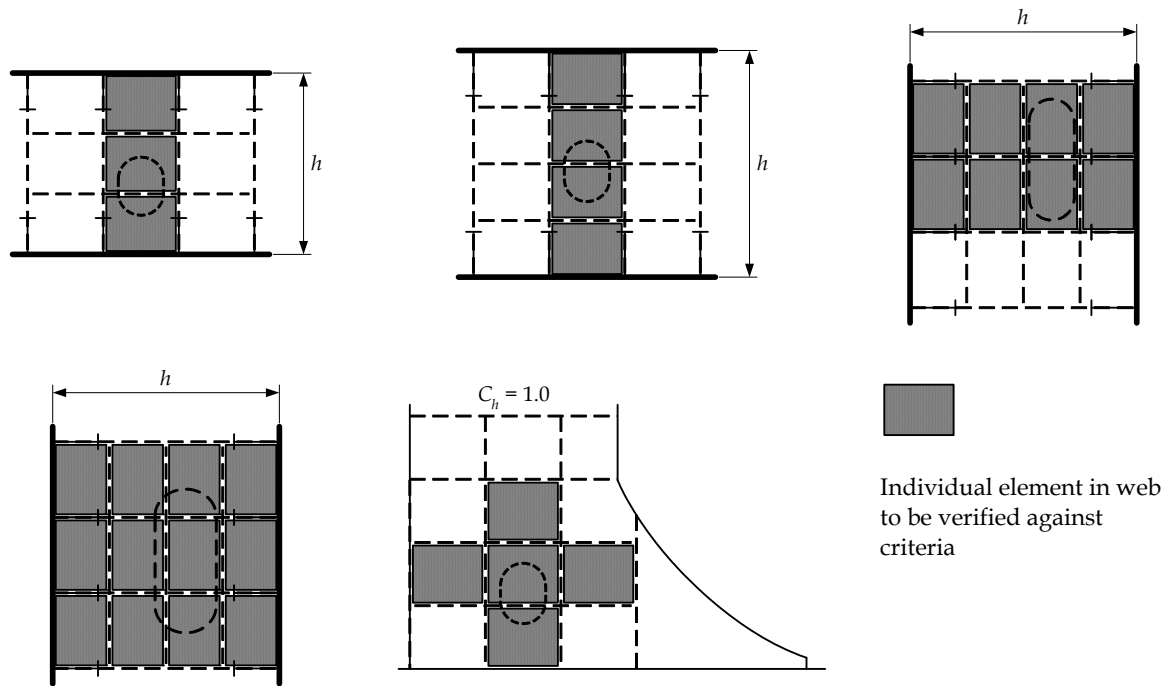 h
h
h
h
C_h = 1.0
Individual element in web
to be verified against
criteria